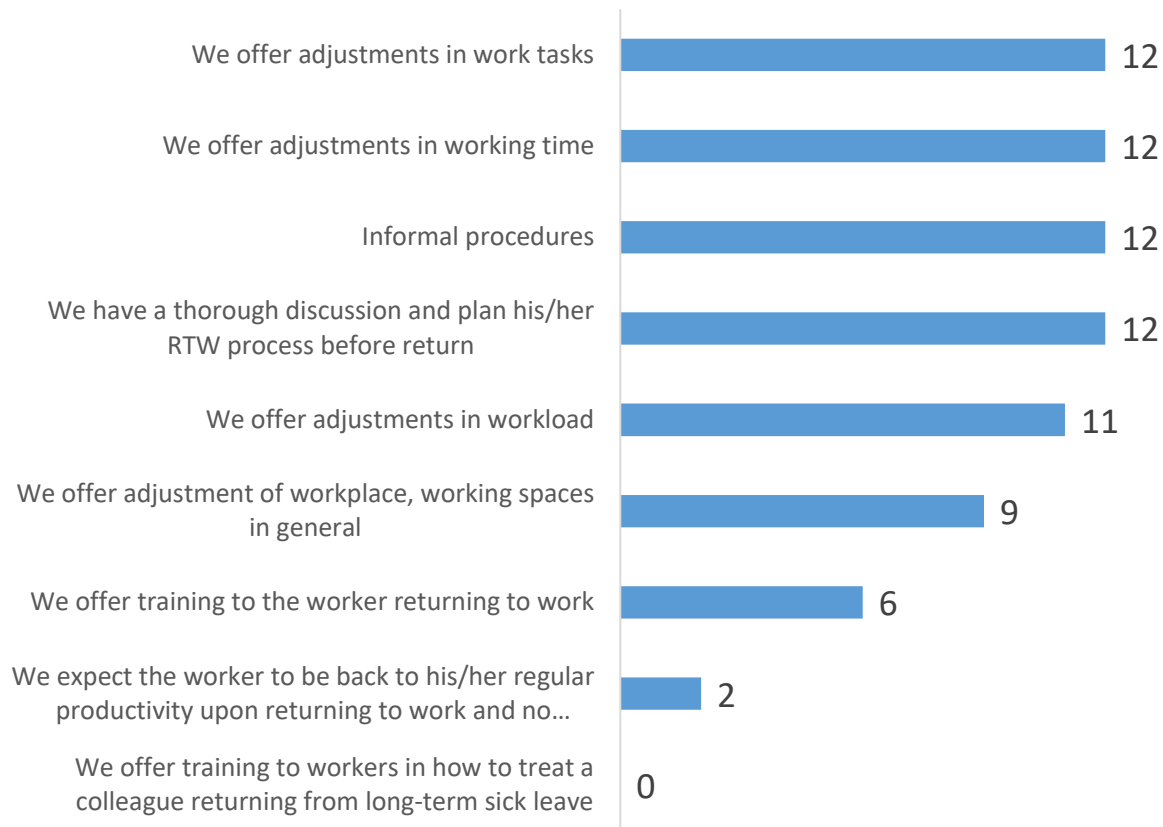 We offer adjustments in work tasks
12
We offer adjustments in working time
12
Informal procedures
12
We have a thorough discussion and plan his/her
RTW process before return
12
We offer adjustments in workload
11
We offer adjustment of workplace, working spaces
in general
9
We offer training to the worker returning to work
6
We expect the worker to be back to his/her regular
productivity upon returning to work and no…
2
We offer training to workers in how to treat a
colleague returning from long-term sick leave
0